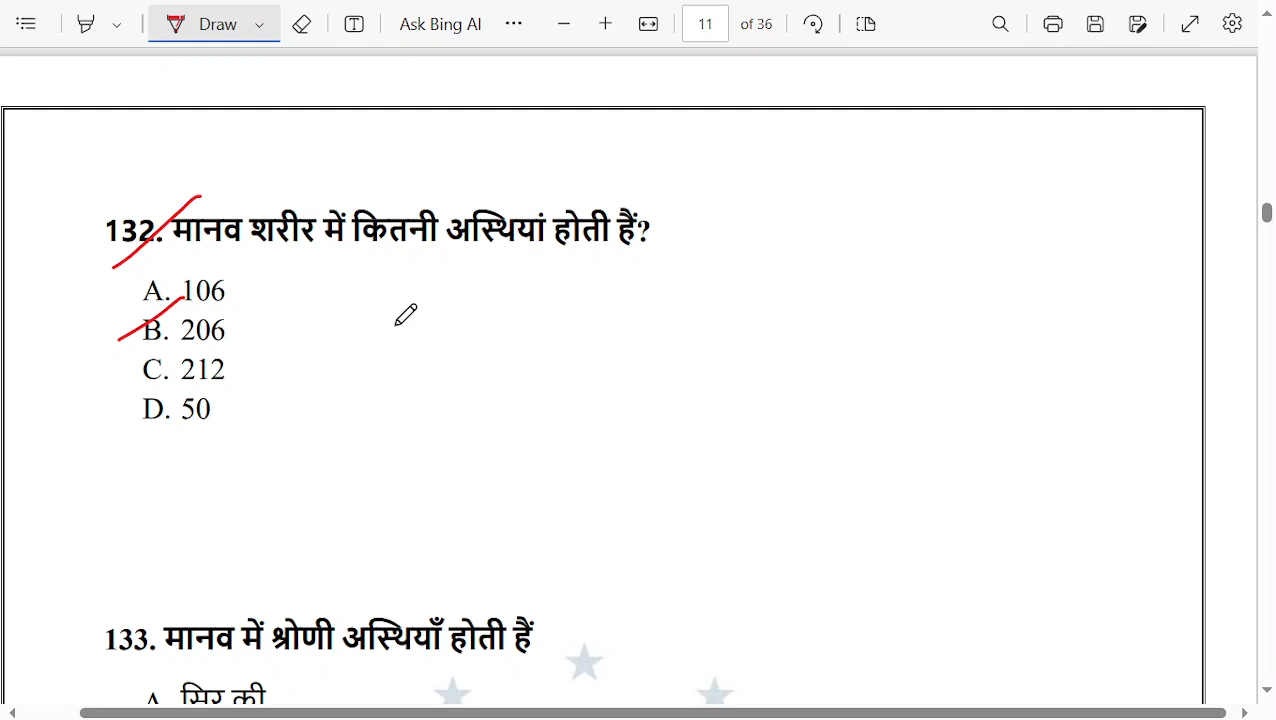 Draw
Ask Bing AI
11 of 36
132. मानव शरीर में कितनी अस्थियां होती हैं?
A. 106
B. 206
C. 212
D. 50
133. मानव में श्रोणी अस्थियाँ होती हैं
A. सिर की